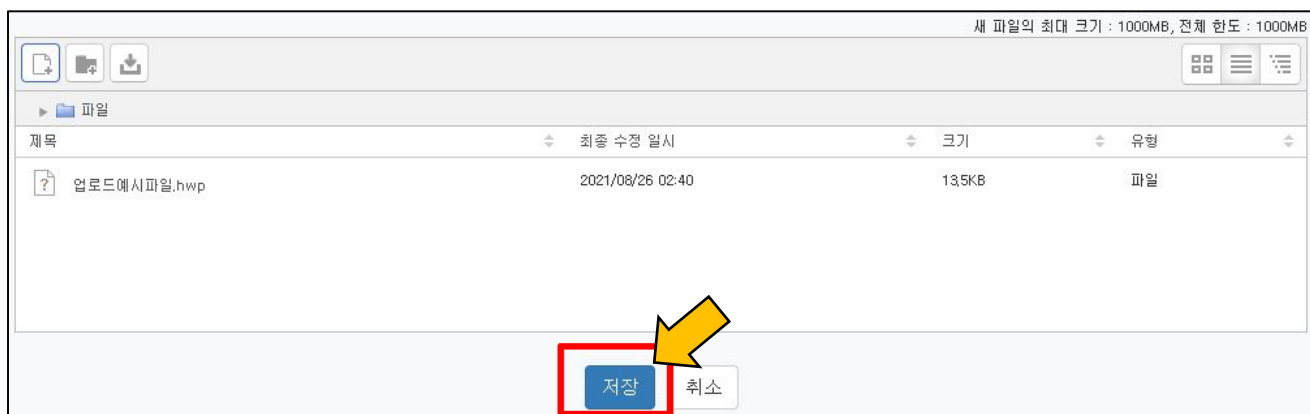 새 파일의 최대 크기 : 1000MB, 전체 한도 : 1000MB
파일
제목 최종 수정 일시 크기 유형
업로드예시파일.hwp 2021/08/26 02:40 13.5KB 파일
저장 취소